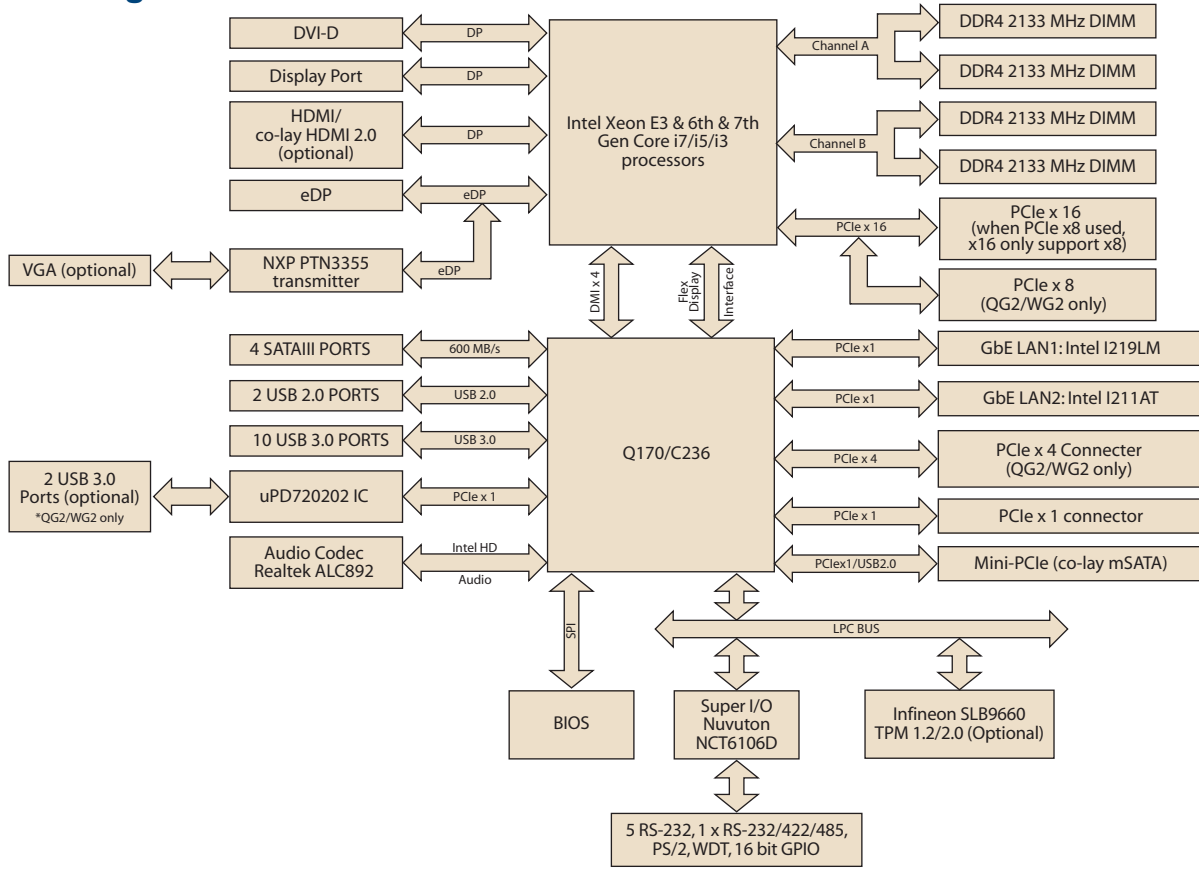 DVI-D
DP
Display Port
DP
HDMI/
co-lay HDMI 2.0
(optional)
DP
eDP
eDP
VGA (optional)
NXP PTN3355
transmitter
eDP
Intel Xeon E3 & 6th & 7th
Gen Core i7/i5/i3
processors
Channel A
DDR4 2133 MHz DIMM
DDR4 2133 MHz DIMM
Channel B
DDR4 2133 MHz DIMM
DDR4 2133 MHz DIMM
PCIe x 16
PCIe x 16
(when PCIe x8 used,
x16 only support x8)
PCIe x 8
(QG2/WG2 only)
DMI x 4
Flex
Display
Interface
4 SATAIII PORTS
600 MB/s
2 USB 2.0 PORTS
USB 2.0
10 USB 3.0 PORTS
USB 3.0
2 USB 3.0
Ports (optional)
*QG2/WG2 only
uPD720202 IC
PCIe x 1
Audio Codec
Realtek ALC892
Intel HD
Audio
Q170/C236
PCIe x1
GbE LAN1: Intel I219LM
PCIe x1
GbE LAN2: Intel I211AT
PCIe x 4
PCIe x 4 Connecter
(QG2/WG2 only)
PCIe x 1
PCIe x 1 connector
PCIex1/USB2.0
Mini-PCIe (co-lay mSATA)
LPC BUS
SPI
BIOS
Super I/O
Nuvuton
NCT6106D
Infineon SLB9660
TPM 1.2/2.0 (Optional)
5 RS-232, 1 x RS-232/422/485,
PS/2, WDT, 16 bit GPIO